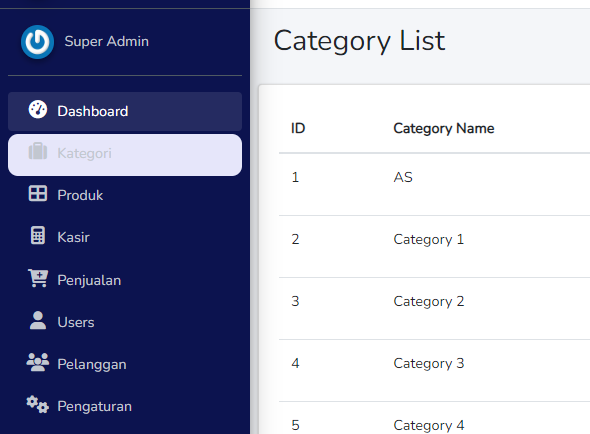 Super Admin
Dashboard
Kategori
Produk
Kasir
Penjualan
Users
Pelanggan
Pengaturan
Category List
ID Category Name
1 AS
2 Category 1
3 Category 2
4 Category 3
5 Category 4